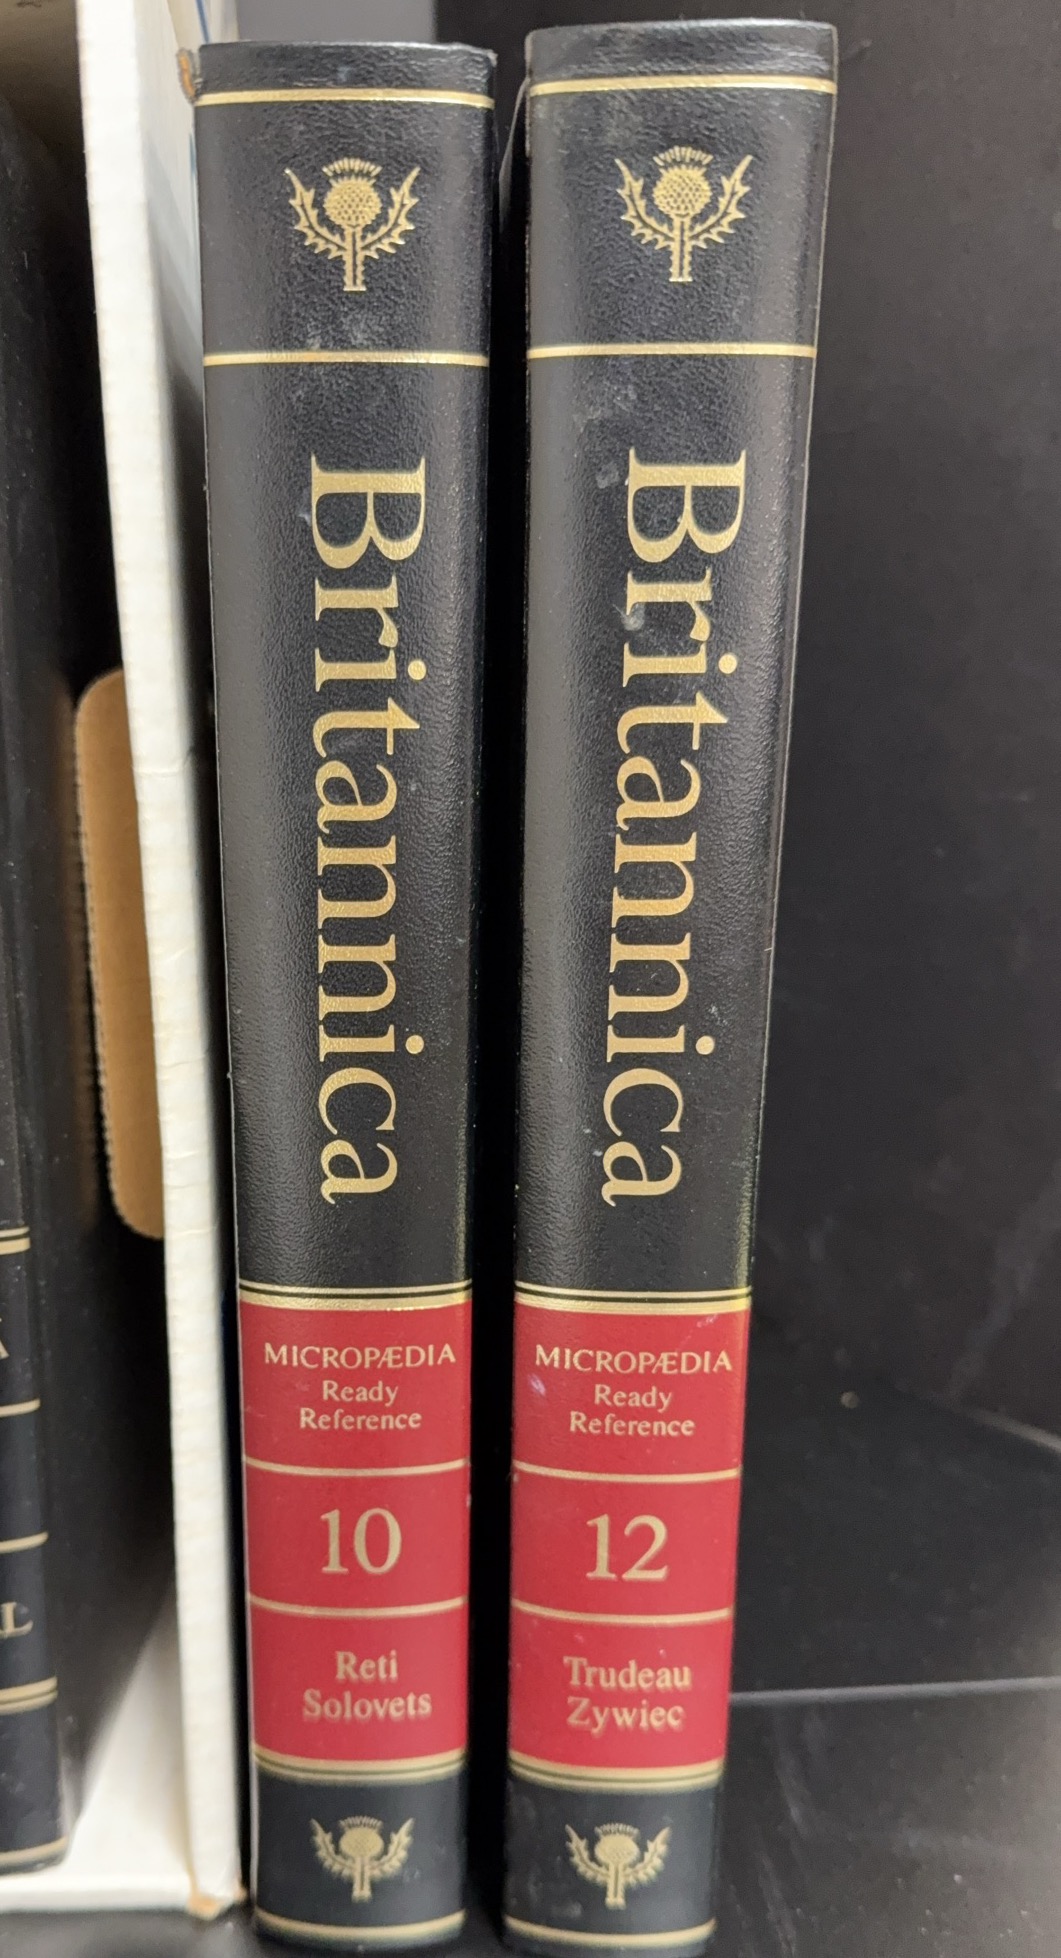 Britannica
MICROPÆDIA
Ready
Reference
10
Reti
Solovets
Britannica
MICROPÆDIA
Ready
Reference
12
Trudeau
Zywiec